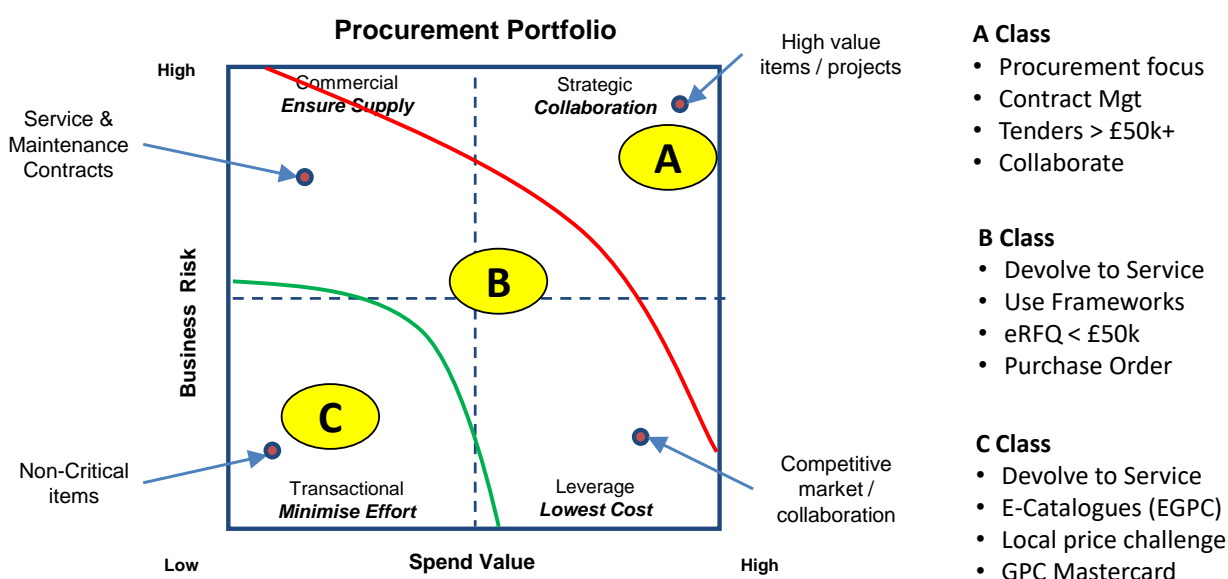 Procurement Portfolio
High
Commercial
Ensure Supply
Strategic
Collaboration
High value
items / projects
Service &
Maintenance
Contracts
A
B
C
Business Risk
Non-Critical
items
Transactional
Minimise Effort
Leverage
Lowest Cost
Competitive
market /
collaboration
Low
Spend Value
High
A Class
• Procurement focus
• Contract Mgt
• Tenders > £50k+
• Collaborate
B Class
• Devolve to Service
• Use Frameworks
• eRFQ < £50k
• Purchase Order
C Class
• Devolve to Service
• E-Catalogues (EGPC)
• Local price challenge
• GPC Mastercard